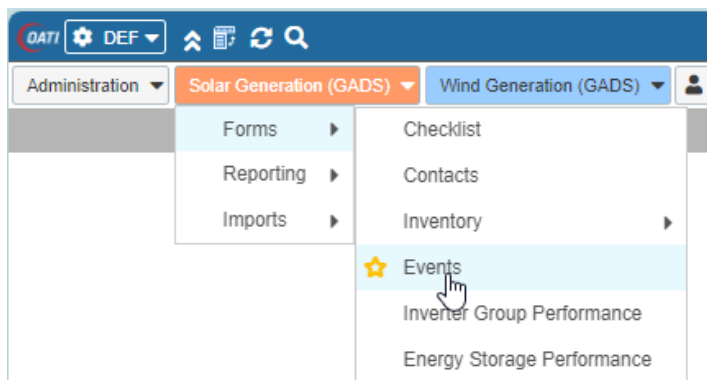 OATI DEF
Administration Solar Generation (GADS) Wind Generation (GADS)
Forms Checklist
Reporting Contacts
Imports Inventory
Events
Inverter Group Performance
Energy Storage Performance